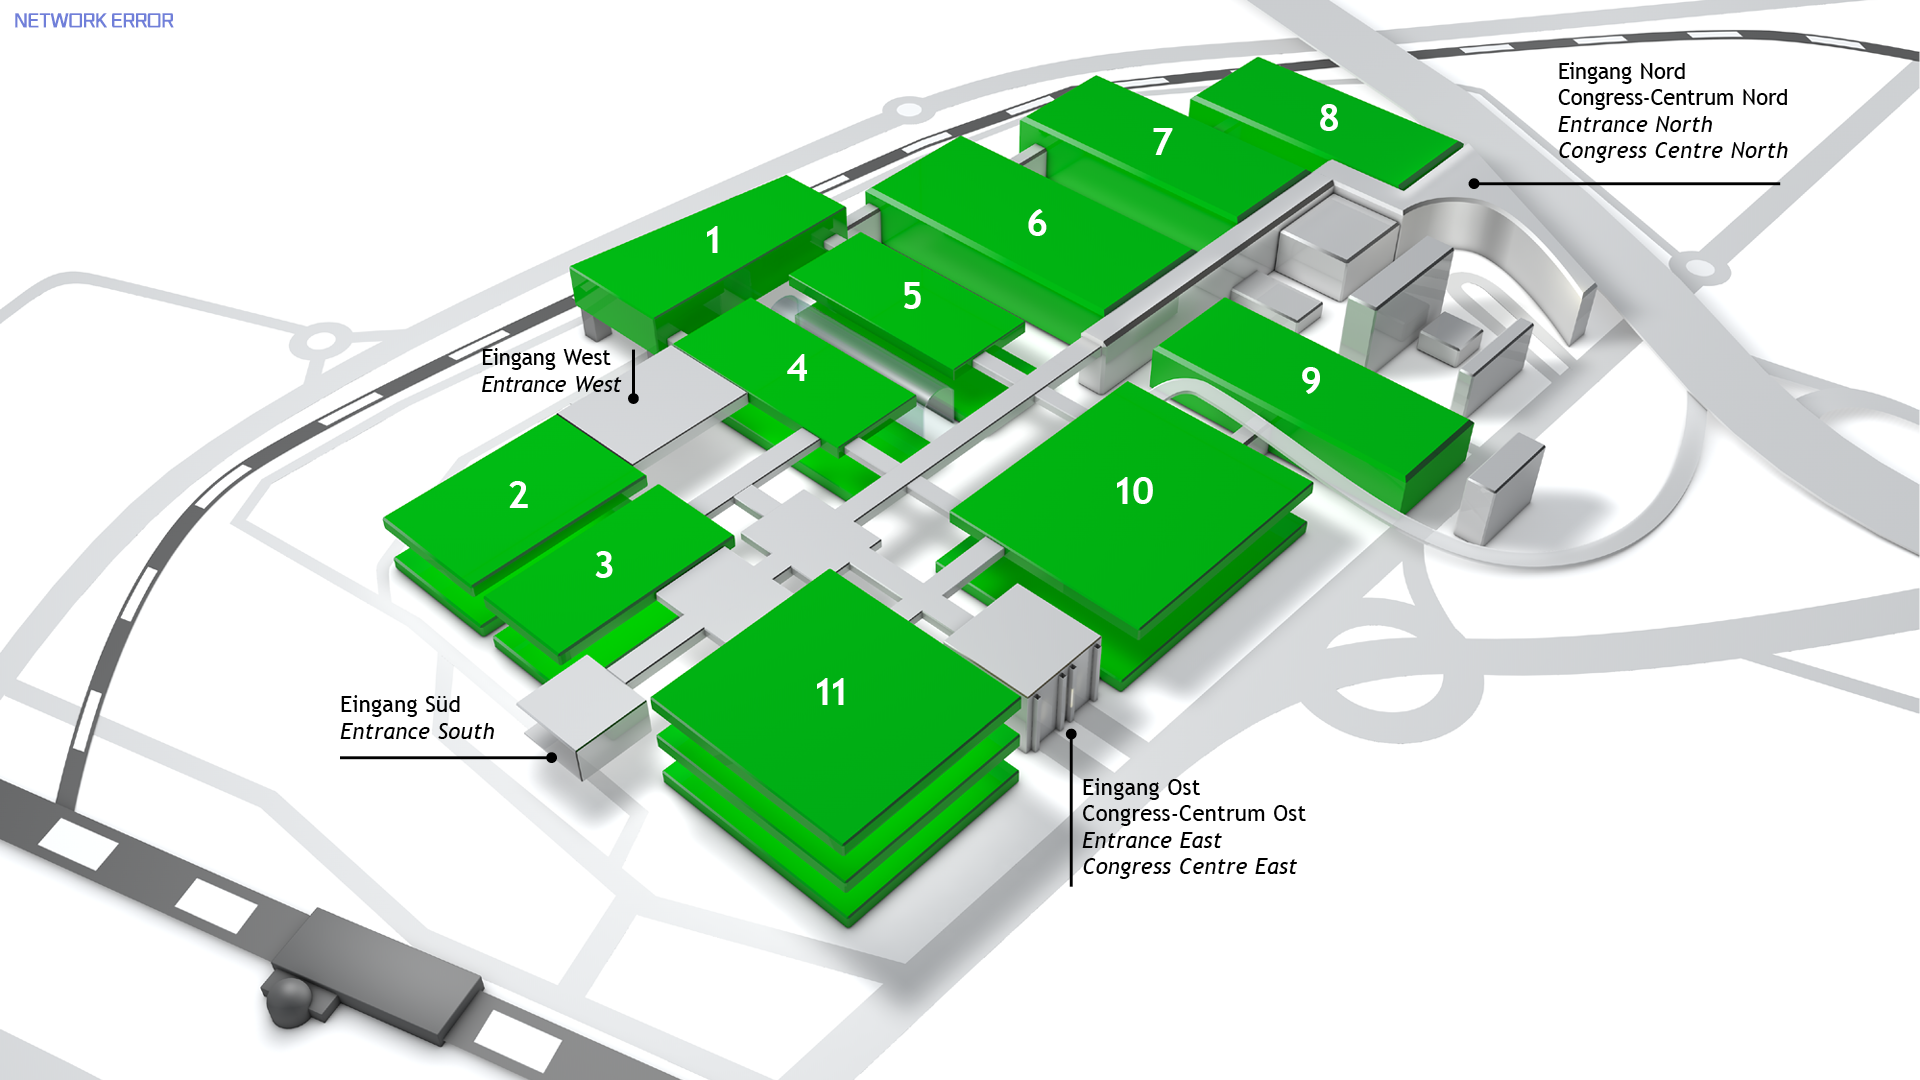 NETWORK ERROR
Eingang Nord
Congress-Centrum Nord
Entrance North
Congress Centre North
8
7
6
1
5
4
Eingang West
Entrance West
9
10
2
3
11
Eingang Süd
Entrance South
Eingang Ost
Congress-Centrum Ost
Entrance East
Congress Centre East